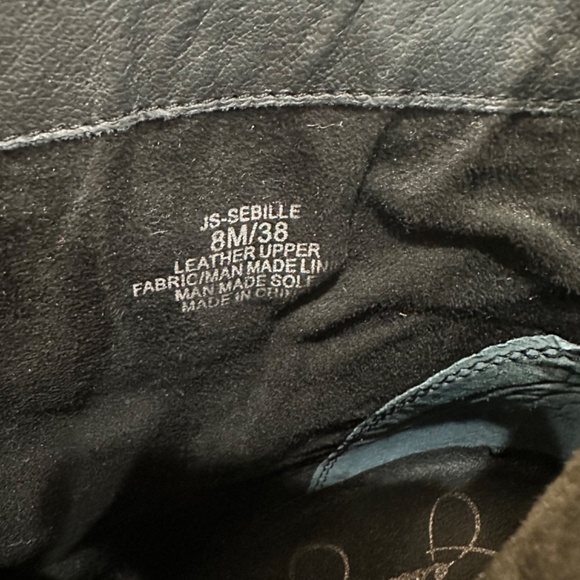 JS-SEBILLE
8M/38
LEATHER UPPER
FABRIC/MAN MADE LIN
MAN MADE SOLE
MADE IN CHINA